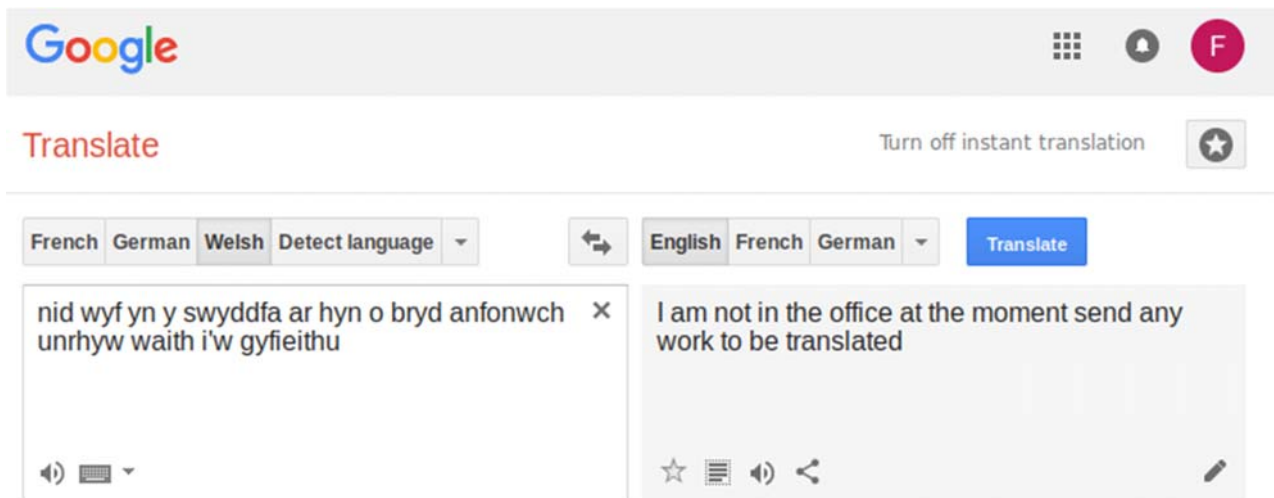 Google
F
Translate
Turn off instant translation
French German Welsh Detect language
English French German
Translate
nid wyf yn y swyddfa ar hyn o bryd anfonwch
unrhyw waith i'w gyfieithu
I am not in the office at the moment send any
work to be translated